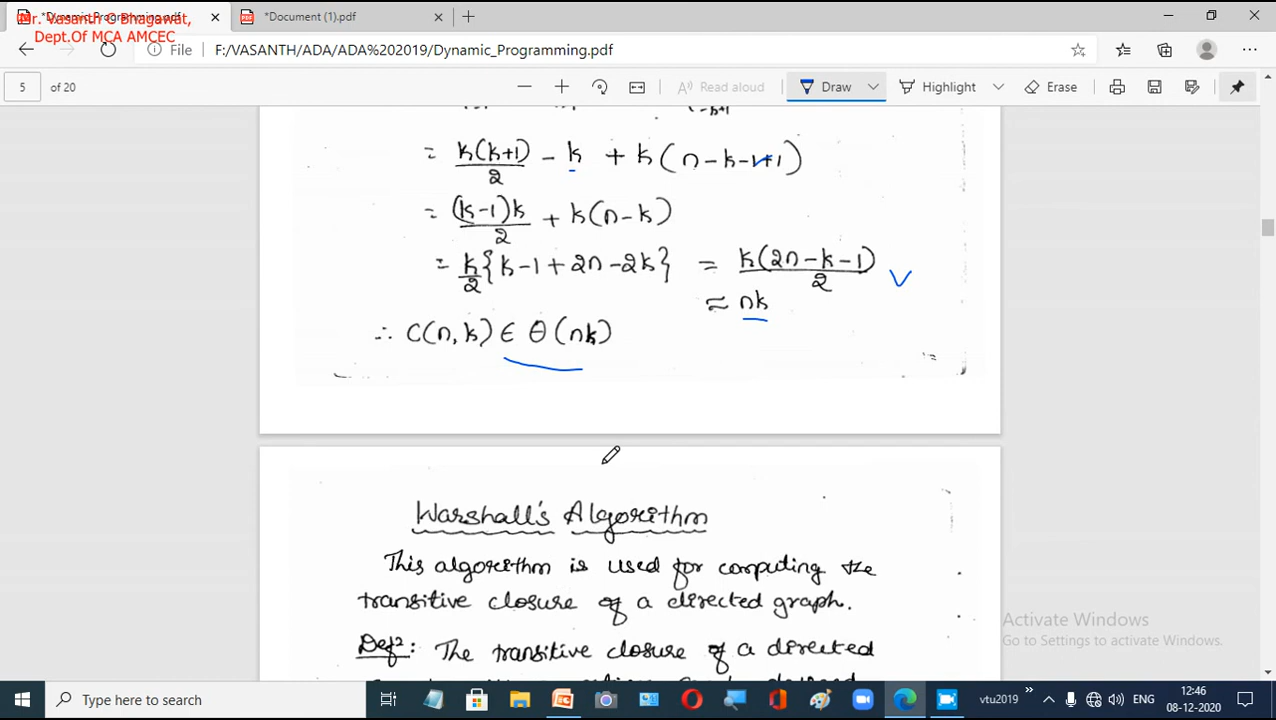 *Dynamic_Programming.pdf
*Document (1).pdf
Dr. Vasanth G Bhagawat,
Dept.Of MCA AMCEC
File F:/VASANTH/ADA/ADA%202019/Dynamic_Programming.pdf
5 of 20 Read aloud Draw Highlight Erase
= k(k+1)/2 - k + k(n-k-1+1)
= (k-1)k/2 + k(n-k)
= k/2{k-1+2n-2k} = k(2n-k-1)/2
≈ nk
∴ C(n,k) ∈ θ(nk)
Warshall's Algorithm
This algorithm is used for computing the
transitive closure of a directed graph.
Def²: The transitive closure of a directed
Activate Windows
Go to Settings to activate Windows.
Type here to search
vtu2019 » ENG 12:46
08-12-2020